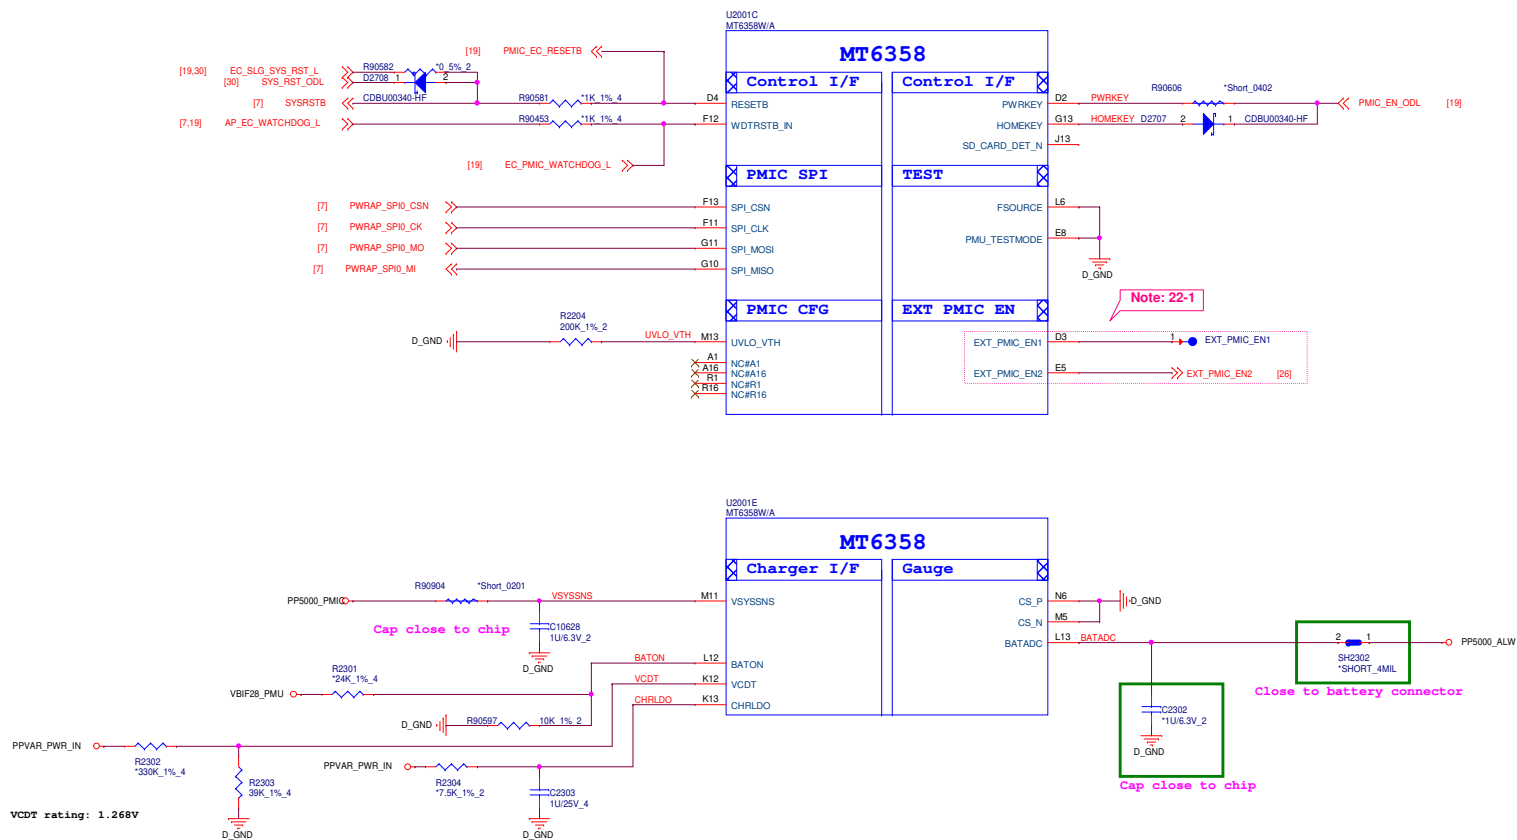 U2001C
MT6358W/A
MT6358
Control I/F
Control I/F
[19] PMIC_EC_RESETB
[19,30] EC_SLG_SYS_RST_L
R90582 *0_5%_2
[30] SYS_RST_ODL
D2708 1 2
[7] SYSRSTB
CDBU00340-HF
R90581 *1K_1%_4
D4 RESETB
[7,19] AP_EC_WATCHDOG_L
R90453 *1K_1%_4
F12 WDTRSTB_IN
[19] EC_PMIC_WATCHDOG_L
PWRKEY D2 PWRKEY
R90606 *Short_0402
PMIC_EN_ODL [19]
HOMEKEY G13 HOMEKEY D2707 2 1 CDBU00340-HF
SD_CARD_DET_N J13
PMIC SPI
TEST
[7] PWRAP_SPI0_CSN F13 SPI_CSN
[7] PWRAP_SPI0_CK F11 SPI_CLK
[7] PWRAP_SPI0_MO G11 SPI_MOSI
[7] PWRAP_SPI0_MI G10 SPI_MISO
FSOURCE L6
PMU_TESTMODE E8
D_GND
PMIC CFG
EXT PMIC EN
Note: 22-1
D_GND
R2204
200K_1%_2
UVLO_VTH M13 UVLO_VTH
A1 NC#A1
A16 NC#A16
R1 NC#R1
R16 NC#R16
EXT_PMIC_EN1 D3 1 EXT_PMIC_EN1
EXT_PMIC_EN2 E5 EXT_PMIC_EN2 [26]
U2001E
MT6358W/A
MT6358
Charger I/F
Gauge
R90904 *Short_0201
PP5000_PMIC
VSYSSNS M11 VSYSSNS
Cap close to chip
C10628
1U/6.3V_2
D_GND
BATON L12 BATON
R2301
*24K_1%_4
VBIF28_PMU
VCDT K12 VCDT
CHRLDO K13 CHRLDO
D_GND R90597 10K_1%_2
PPVAR_PWR_IN
R2302
*330K_1%_4
R2303
39K_1%_4
D_GND
PPVAR_PWR_IN
R2304
*7.5K_1%_2
C2303
1U/25V_4
D_GND
VCDT rating: 1.268V
CS_P N6 D_GND
CS_N M5
BATADC L13 BATADC
2 1
PP5000_ALW
SH2302
*SHORT_4MIL
Close to battery connector
C2302
*1U/6.3V_2
D_GND
Cap close to chip